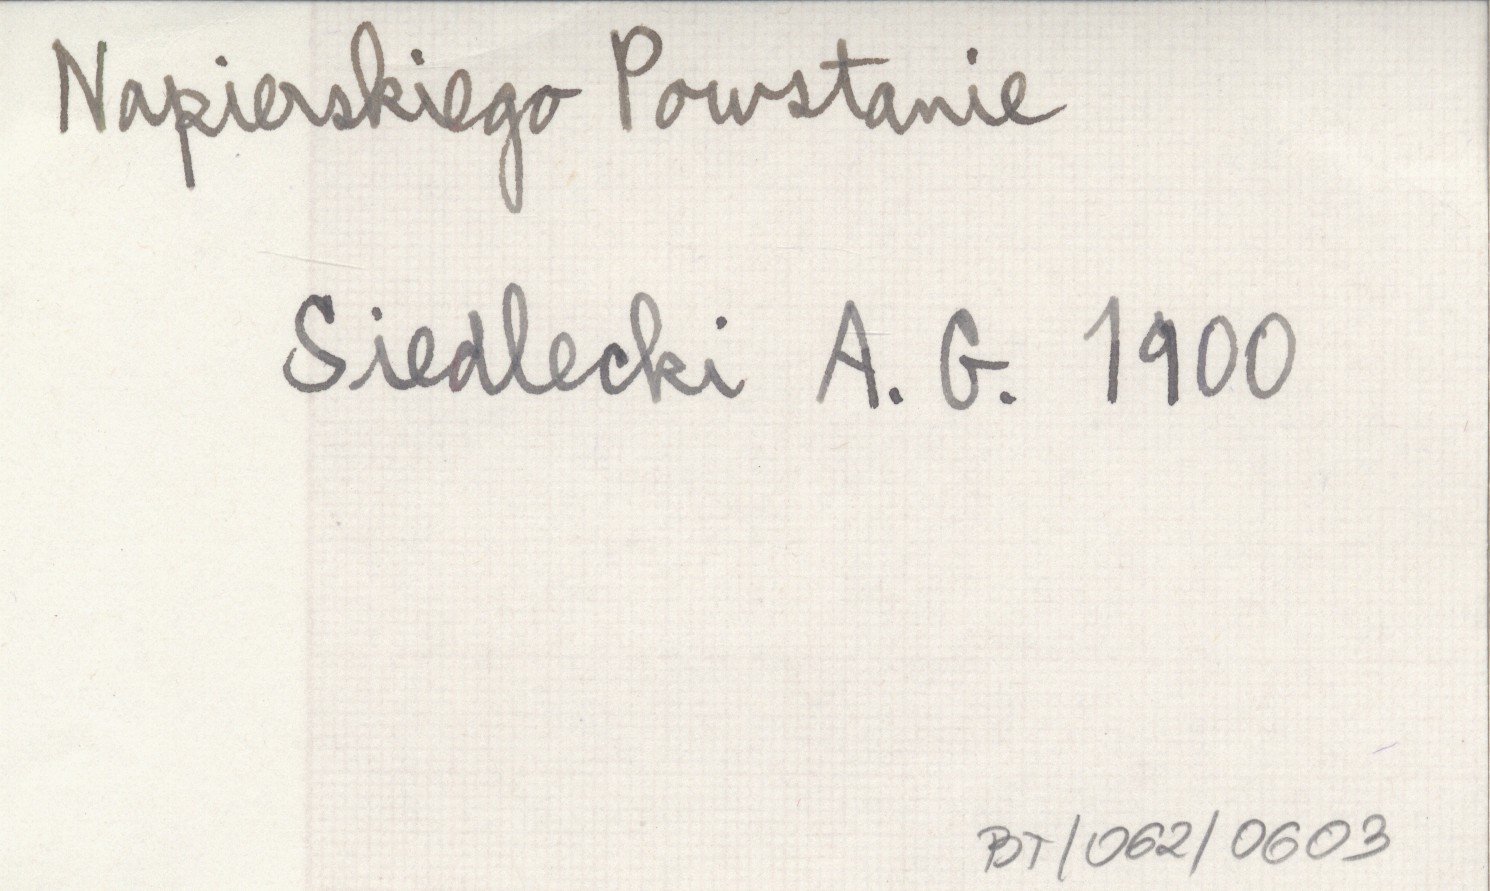 Napierskiego Powstanie
Siedlecki A. G. 1900
BT/062/0603